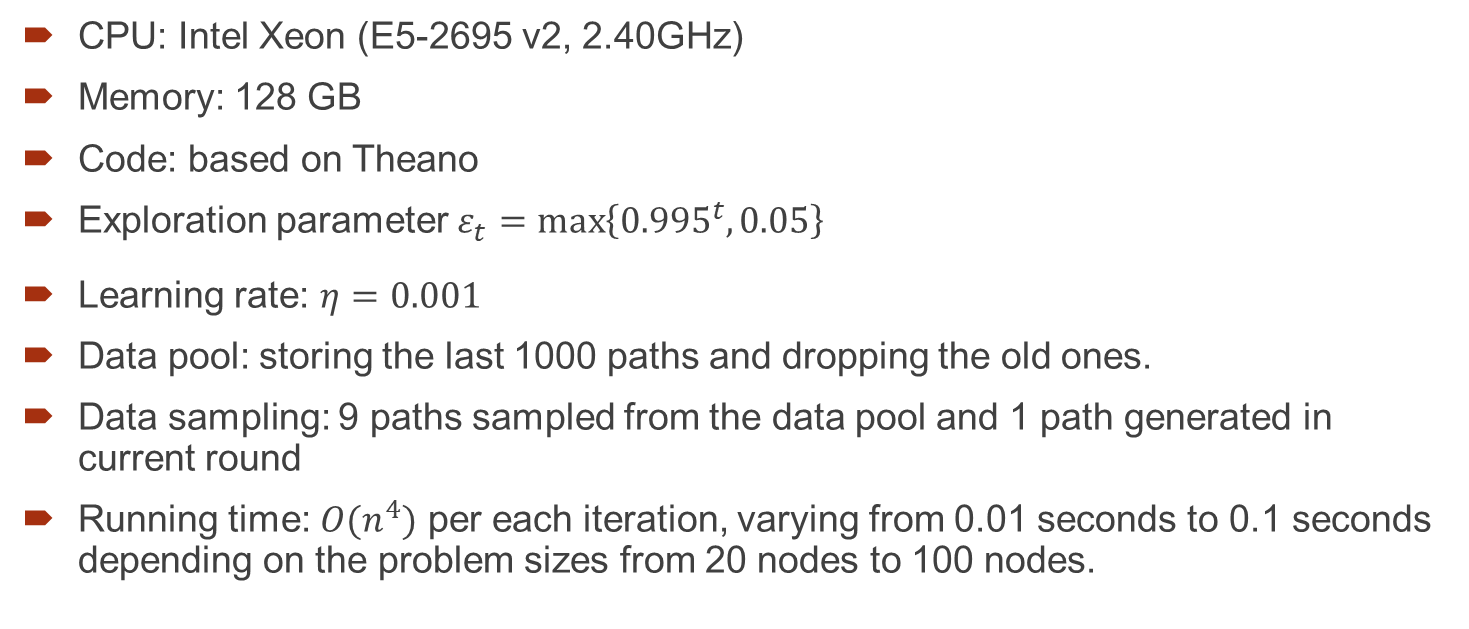 CPU: Intel Xeon (E5-2695 v2, 2.40GHz)
Memory: 128 GB
Code: based on Theano
Exploration parameter 𝜀ₜ = max{0.995ᵗ, 0.05}
Learning rate: 𝜂 = 0.001
Data pool: storing the last 1000 paths and dropping the old ones.
Data sampling: 9 paths sampled from the data pool and 1 path generated in
current round
Running time: 𝑂(𝑛⁴) per each iteration, varying from 0.01 seconds to 0.1 seconds
depending on the problem sizes from 20 nodes to 100 nodes.